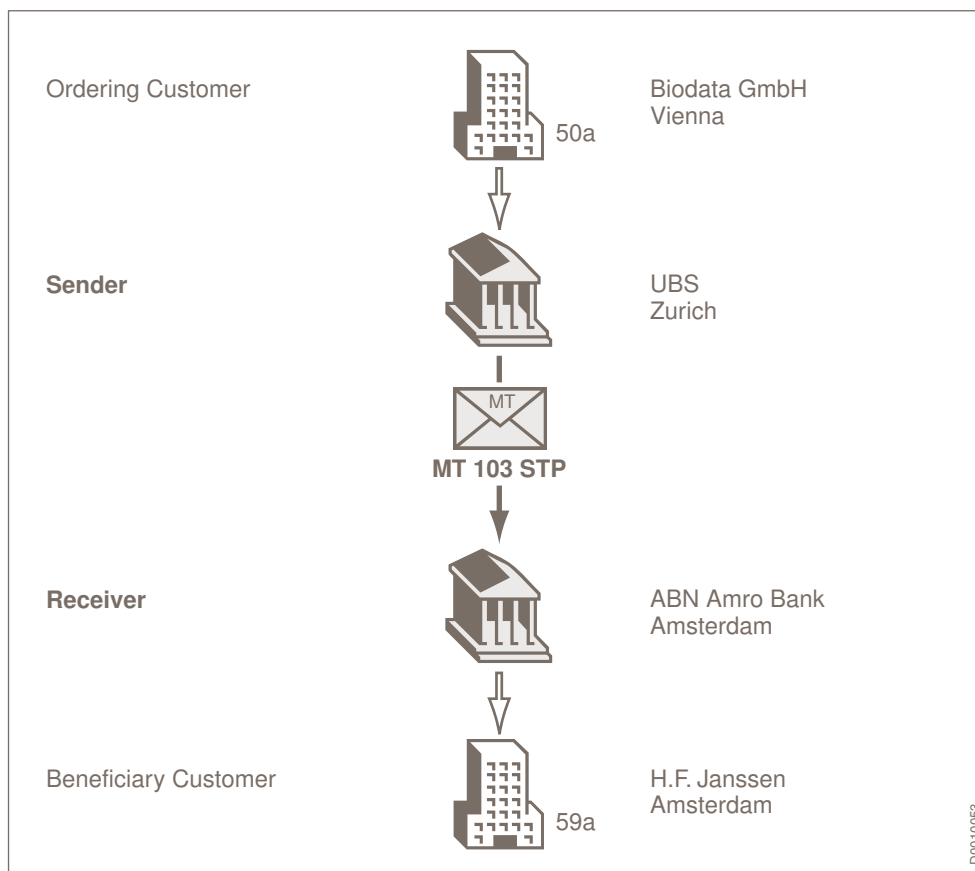 Ordering Customer
50a
Biodata GmbH
Vienna
Sender
UBS
Zurich
MT
MT 103 STP
Receiver
ABN Amro Bank
Amsterdam
Beneficiary Customer
59a
H.F. Janssen
Amsterdam
D0010053